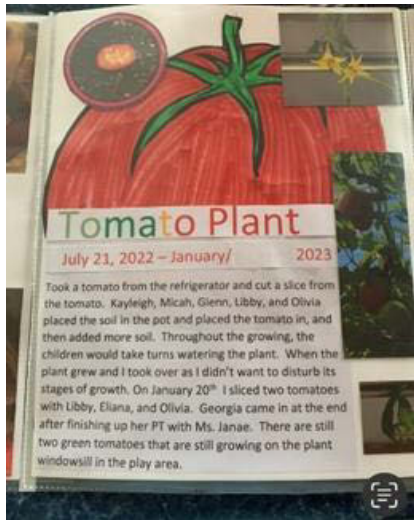 Tomato Plant
July 21, 2022 – January/ 2023
Took a tomato from the refrigerator and cut a slice from
the tomato. Kayleigh, Micah, Glenn, Libby, and Olivia
placed the soil in the pot and placed the tomato in, and
then added more soil. Throughout the growing, the
children would take turns watering the plant. When the
plant grew and I took over as I didn't want to disturb its
stages of growth. On January 20th I sliced two tomatoes
with Libby, Eliana, and Olivia. Georgia came in at the end
after finishing up her PT with Ms. Janae. There are still
two green tomatoes that are still growing on the plant
windowsill in the play area.